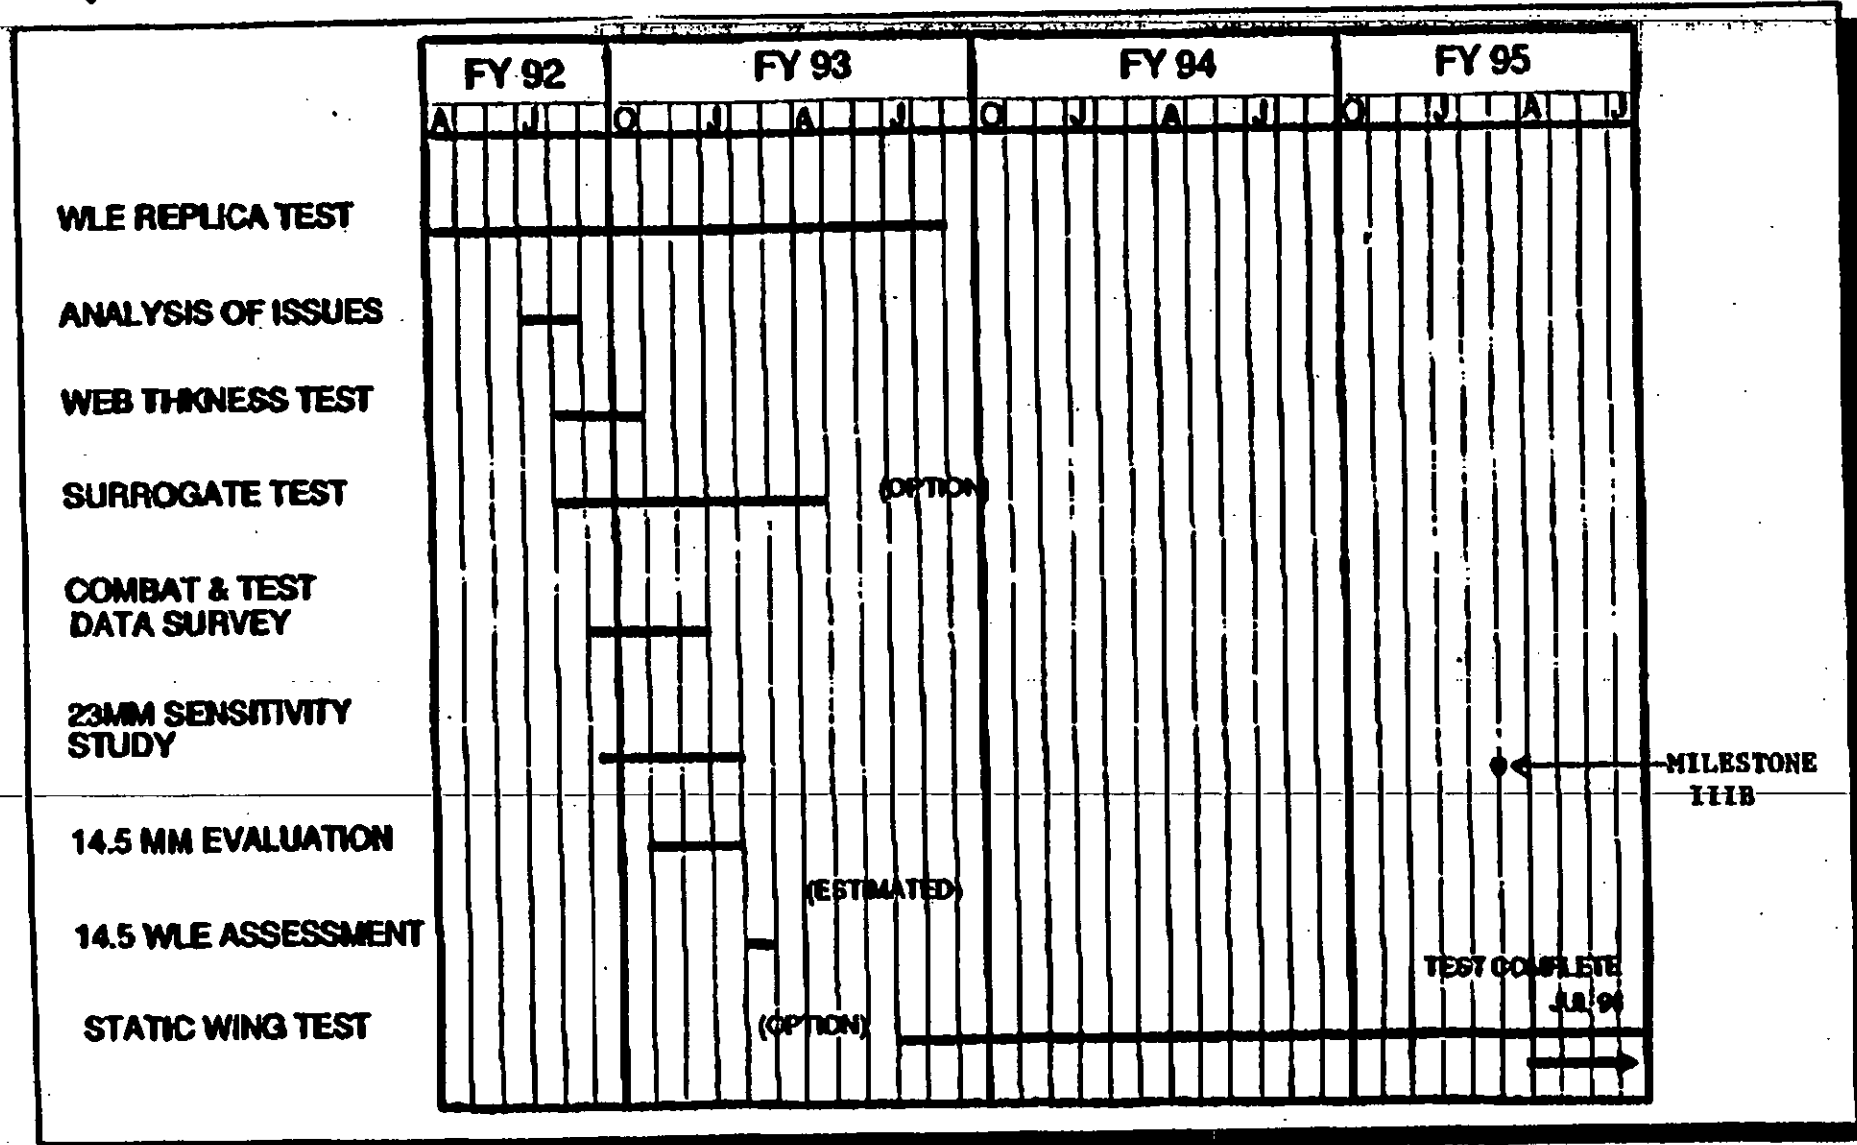 FY 92 FY 93 FY 94 FY 95
A J O J A J O J A J O J A J
WLE REPLICA TEST
ANALYSIS OF ISSUES
WEB THKNESS TEST
SURROGATE TEST (OPTION)
COMBAT & TEST
DATA SURVEY
23MM SENSITIVITY
STUDY
MILESTONE
IIIB
14.5 MM EVALUATION
(ESTIMATED)
14.5 WLE ASSESSMENT
TEST COMPLETE
JUL
STATIC WING TEST (OPTION)